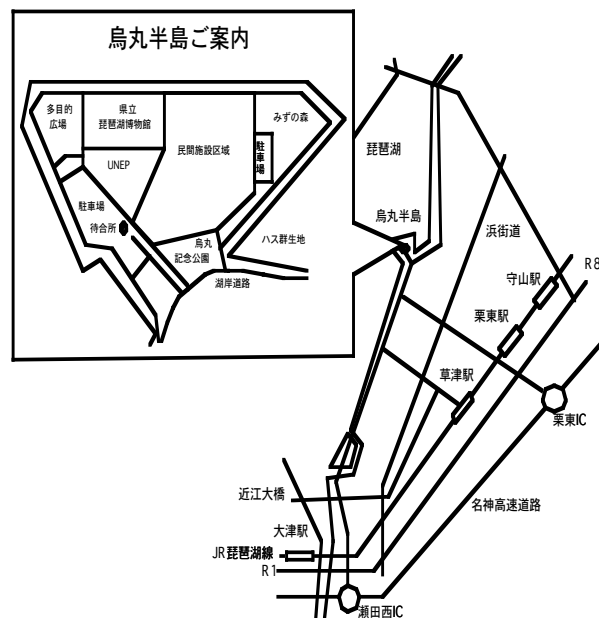 烏丸半島ご案内
多目的
広場
県立
琵琶湖博物館
みずの森
民間施設区域
駐車場
UNEP
駐車場
待合所
烏丸
記念公園
ハス群生地
湖岸道路
琵琶湖
烏丸半島
浜街道
R8
守山駅
栗東駅
草津駅
栗東IC
近江大橋
名神高速道路
大津駅
JR琵琶湖線
R1
瀬田西IC